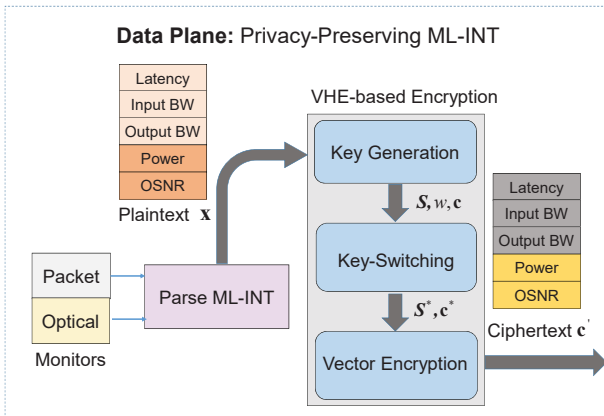 Data Plane: Privacy-Preserving ML-INT
Latency
Input BW
Output BW
Power
OSNR
Plaintext x
Packet
Optical
Monitors
Parse ML-INT
VHE-based Encryption
Key Generation
S, w, c
Key-Switching
S*, c*
Vector Encryption
Latency
Input BW
Output BW
Power
OSNR
Ciphertext c'